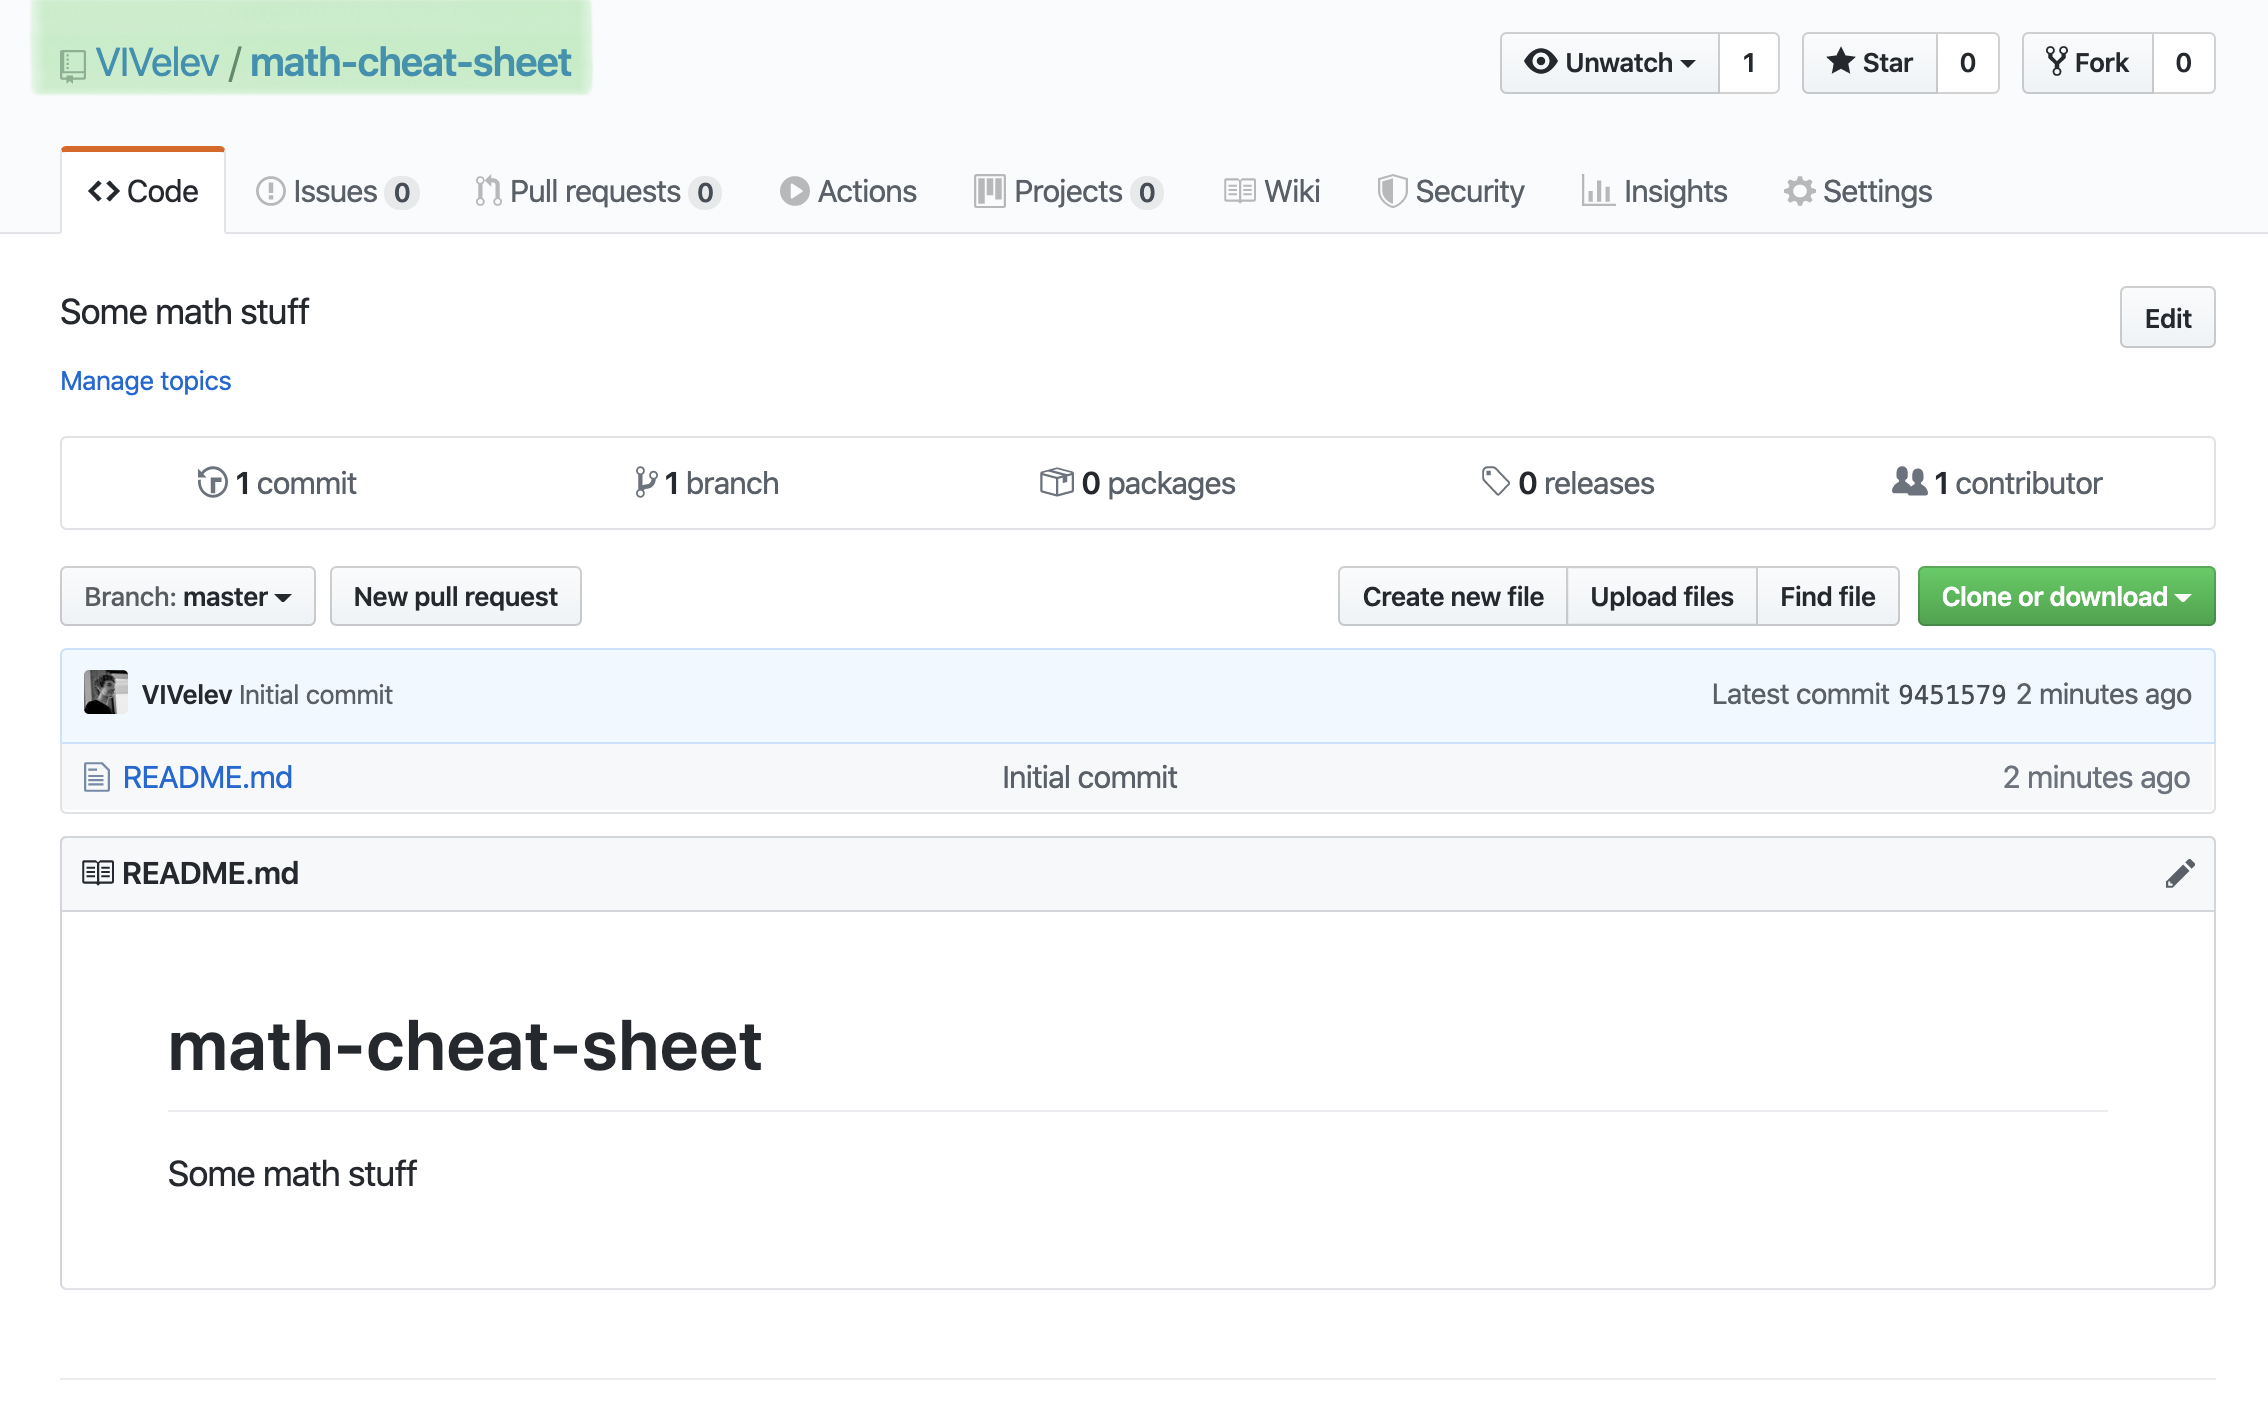 VIVelev / math-cheat-sheet
Unwatch 1 Star 0 Fork 0
Code Issues 0 Pull requests 0 Actions Projects 0 Wiki Security Insights Settings
Some math stuff
Edit
Manage topics
1 commit 1 branch 0 packages 0 releases 1 contributor
Branch: master New pull request Create new file Upload files Find file Clone or download
VIVelev Initial commit Latest commit 9451579 2 minutes ago
README.md Initial commit 2 minutes ago
README.md
math-cheat-sheet
Some math stuff